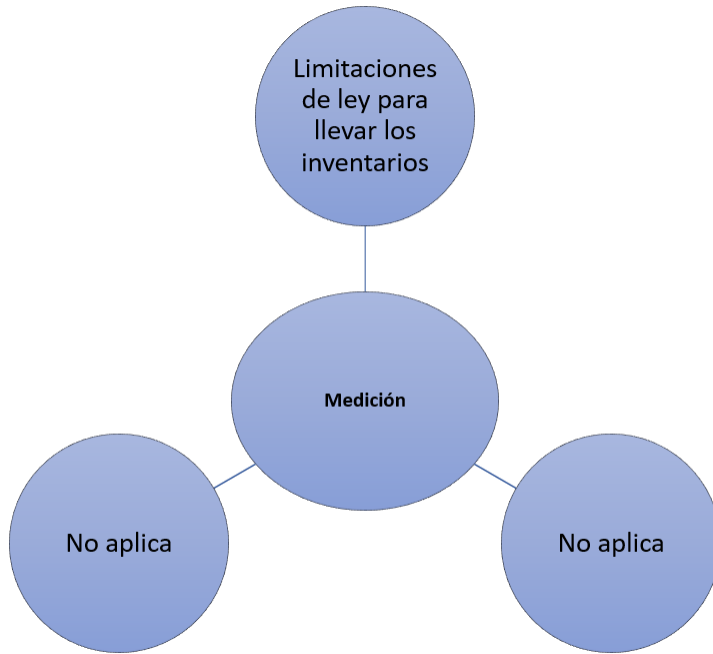 Limitaciones
de ley para
llevar los
inventarios
Medición
No aplica
No aplica